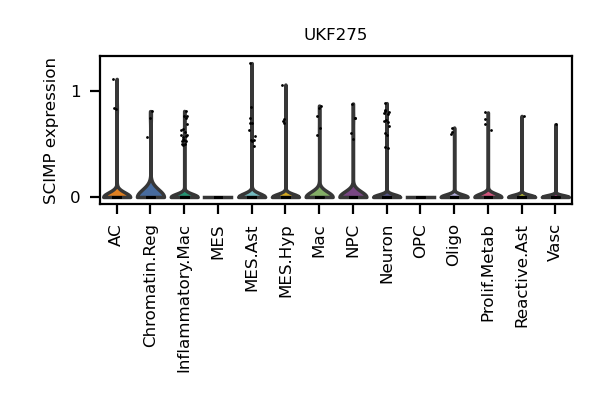 UKF275
SCIMP expression
1
0
AC
Chromatin.Reg
Inflammatory.Mac
MES
MES.Ast
MES.Hyp
Mac
NPC
Neuron
OPC
Oligo
Prolif.Metab
Reactive.Ast
Vasc